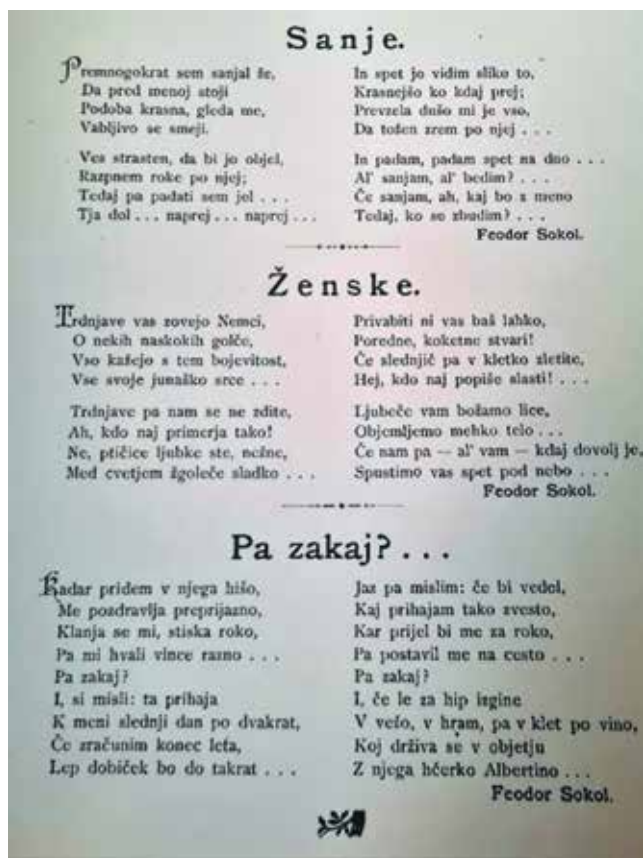 Sanje.
Premnogokrat sem sanjal že,
Da pred menoj stoji
Podoba krasna, gleda me,
Vabljivo se smeji.
Ves strasten, da bi jo objel,
Razpnem roke po njej;
Tedaj pa padati sem jel . . .
Tja dol . . . naprej . . . naprej . . .
In spet jo vidim sliko to,
Krasnejšo ko kdaj prej;
Prevzela dušo mi je vso,
Da tožen zrem po njej . . .
In padam, padam spet na dno . . .
Al' sanjam, al' bedim? . . .
Če sanjam, ah, kaj bo z meno
Tedaj, ko se zbudim? . . .
Feodor Sokol.
Ženske.
Trdnjave vas zovejo Nemci,
O nekih naskokih golče,
Vso kažejo s tem bojevitost,
Vse svoje junaško srce . . .
Trdnjave pa nam se ne zdite,
Ah, kdo naj primerja tako!
Ne, ptičice ljubke ste, nežne,
Med cvetjem žgoleče sladko . . .
Privabiti ni vas baš lahko,
Poredne, koketne stvari!
Če slednjič pa v kletko zletite,
Hej, kdo naj popiše slasti! . . .
Ljubeče vam božamo lice,
Objemljemo mehko telo . . .
Če nam pa — al' vam — kdaj dovolj je,
Spustimo vas spet pod nebo . . .
Feodor Sokol.
Pa zakaj? . . .
Kadar pridem v njega hišo,
Me pozdravlja preprijazno,
Klanja se mi, stiska roko,
Pa mi hvali vince razno . . .
Pa zakaj?
I, si misli: ta prihaja
K meni slednji dan po dvakrat,
Če zračunim konec leta,
Lep dobiček bo do takrat . . .
Jaz pa mislim: če bi vedel,
Kaj prihajam tako zvesto,
Kar prijel bi me za roko,
Pa postavil me na cesto . . .
Pa zakaj?
I, če le za hip izgine
V vežo, v hram, pa v klet po vino,
Koj drživa se v objetju
Z njega hčerko Albertino . . .
Feodor Sokol.